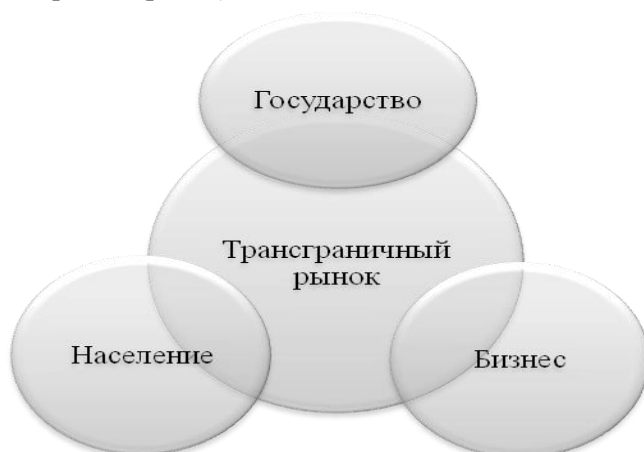 Государство
Трансграничный
рынок
Население
Бизнес